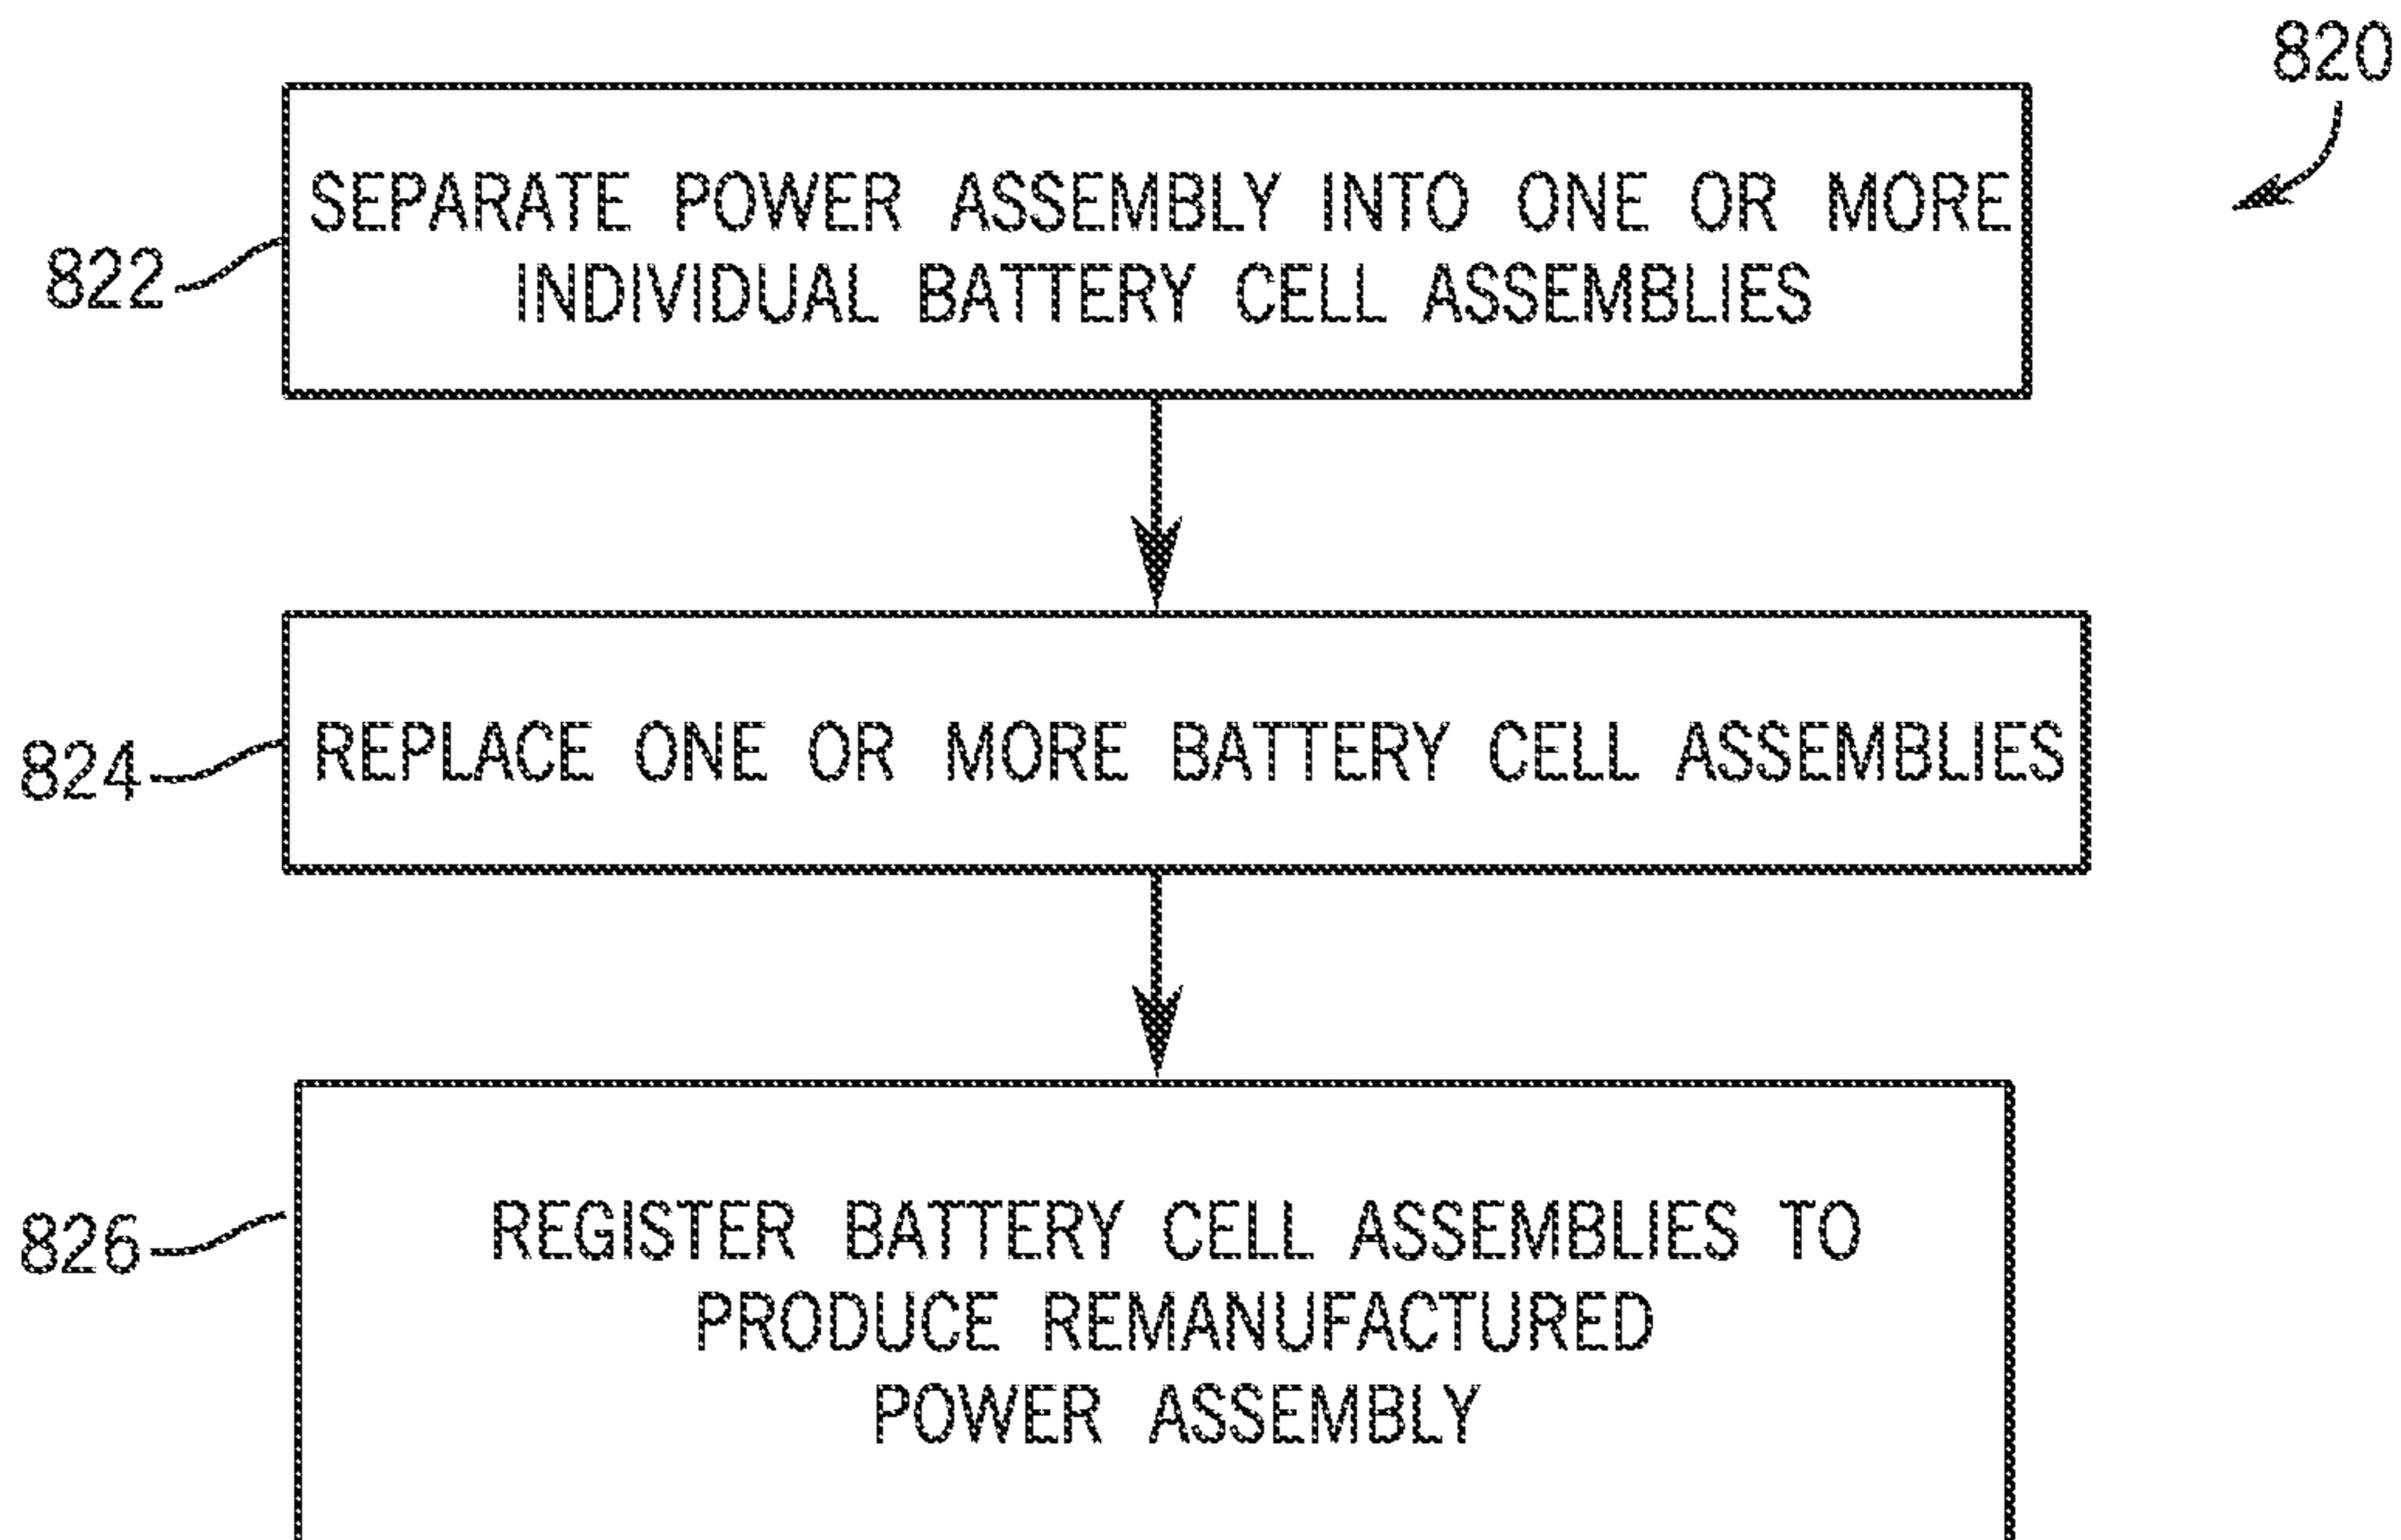 820
822
SEPARATE POWER ASSEMBLY INTO ONE OR MORE
INDIVIDUAL BATTERY CELL ASSEMBLIES
824
REPLACE ONE OR MORE BATTERY CELL ASSEMBLIES
826
REGISTER BATTERY CELL ASSEMBLIES TO
PRODUCE REMANUFACTURED
POWER ASSEMBLY